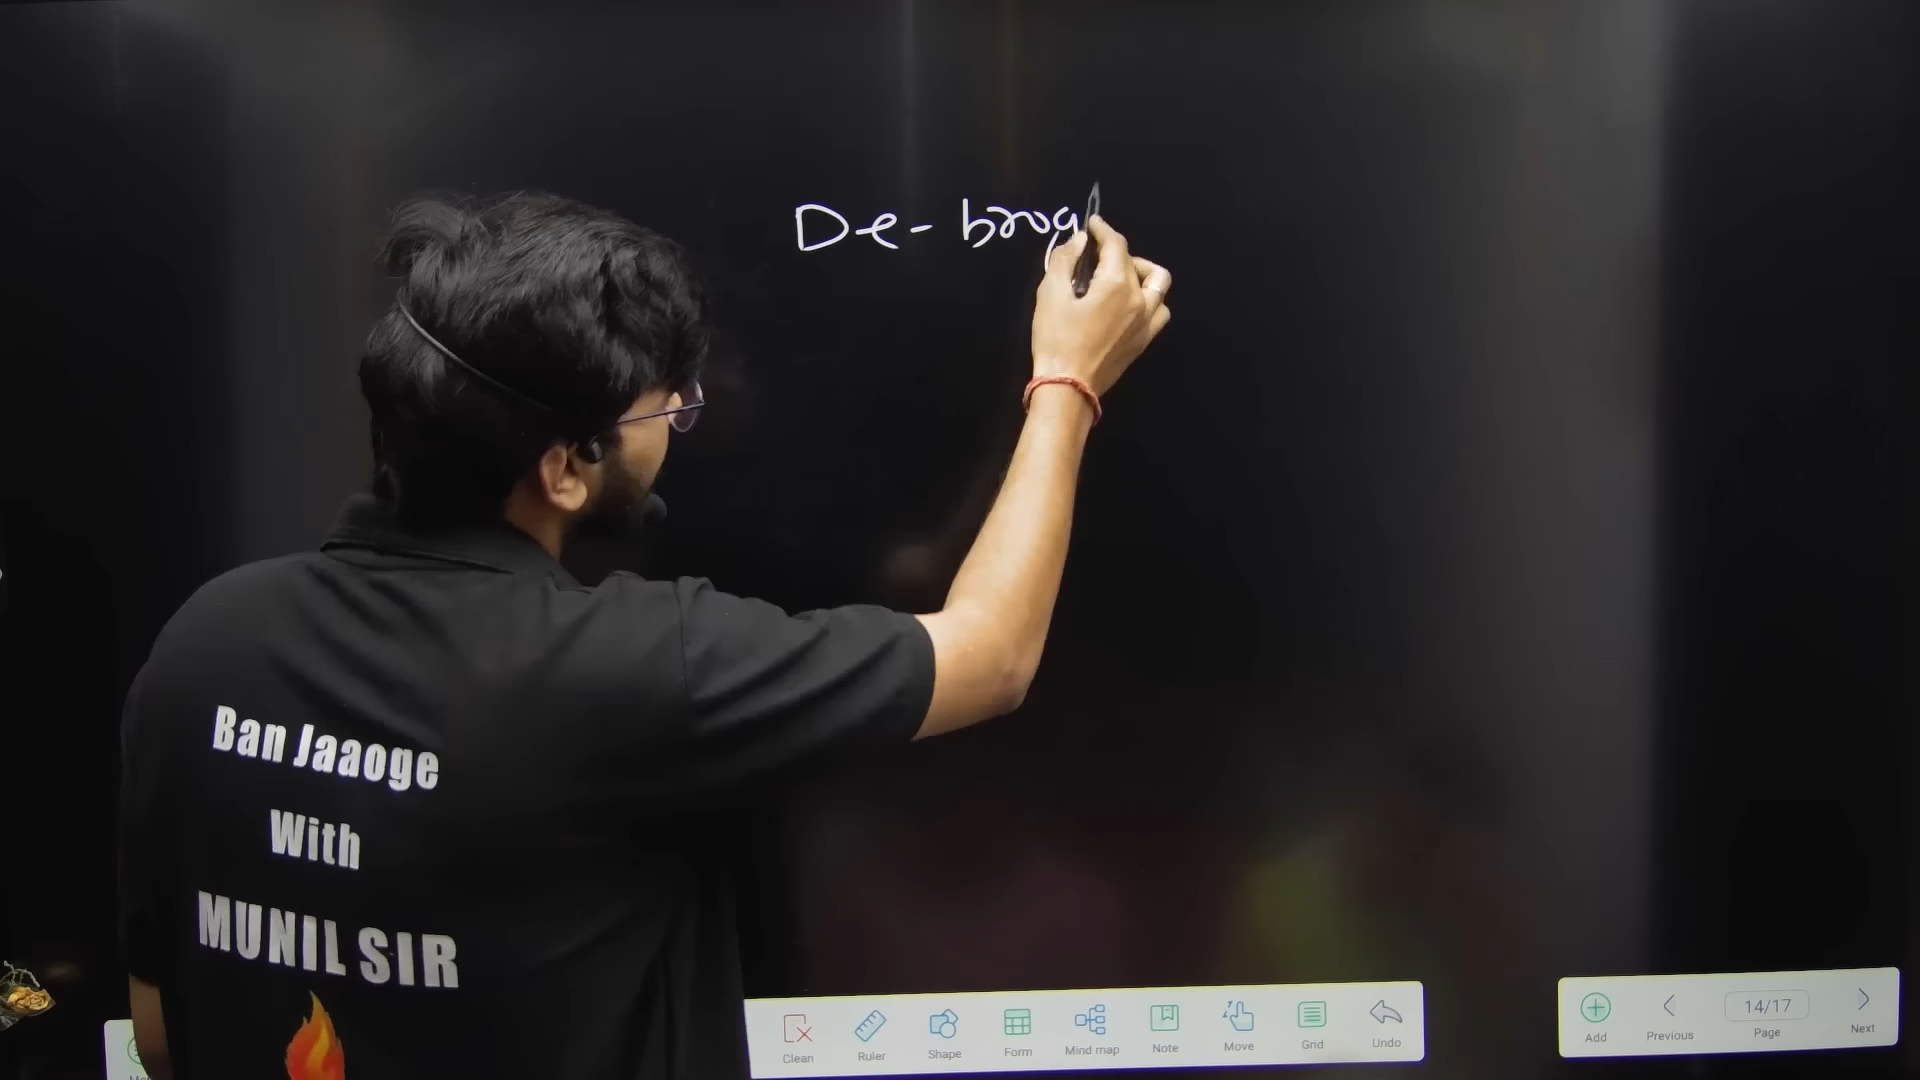 De-brog
Ban Jaaoge
With
MUNIL SIR
Clean
Ruler
Shape
Form
Mind map
Note
Move
Grid
Undo
Add
Previous
14/17
Page
Next